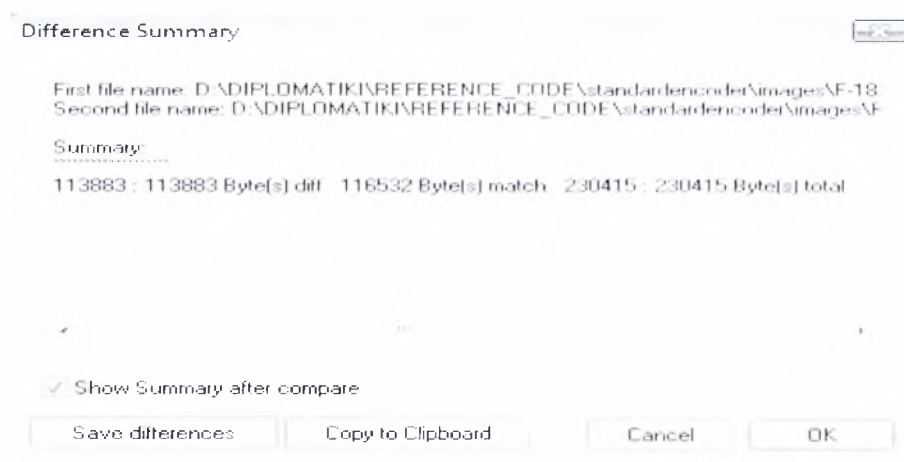 Difference Summary
First file name: D:\DIPLOMATIKI\REFERENCE_CODE\standardencoder\images\F-18
Second file name: D:\DIPLOMATIKI\REFERENCE_CODE\standardencoder\images\F
Summary:
113883 : 113883 Byte(s) diff 116532 Byte(s) match 230415 : 230415 Byte(s) total
Show Summary after compare
Save differences Copy to Clipboard Cancel OK